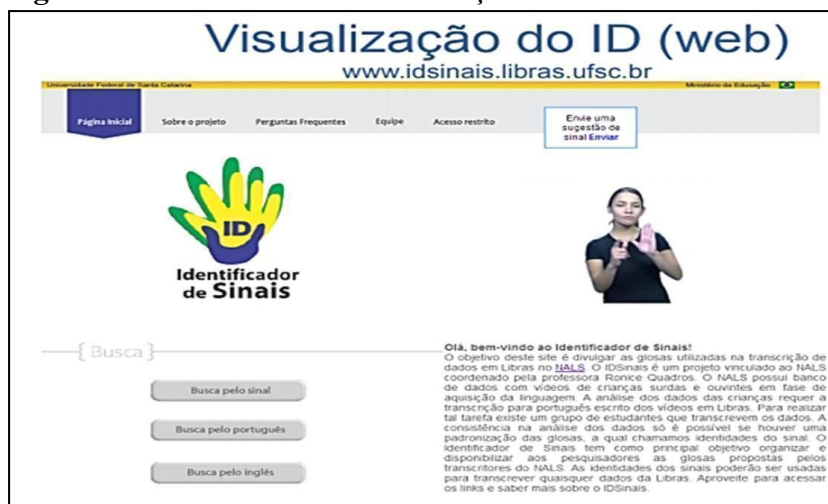 Visualização do ID (web)
www.idsinais.libras.ufsc.br
Universidade Federal de Santa Catarina
Ministério da Educação
Página Inicial
Sobre o projeto
Perguntas Frequentes
Equipe
Acesso restrito
Envie uma
sugestão de
sinal Enviar
ID
Identificador
de Sinais
{ Busca }
Busca pelo sinal
Busca pelo português
Busca pelo inglês
Olá, bem-vindo ao Identificador de Sinais!
O objetivo deste site é divulgar as glosas utilizadas na transcrição de
dados em Libras no NALS. O IDSinais é um projeto vinculado ao NALS
coordenado pela professora Ronice Quadros. O NALS possui banco
de dados com vídeos de crianças surdas e ouvintes em fase de
aquisição da linguagem. A análise dos dados das crianças requer a
transcrição para português escrito dos vídeos em Libras. Para realizar
tal tarefa existe um grupo de estudantes que transcrevem os dados. A
consistência na análise dos dados só é possível se houver uma
padronização das glosas, a qual chamamos identidades do sinal. O
Identificador de Sinais tem como principal objetivo organizar e
disponibilizar aos pesquisadores as glosas propostas pelos
transcritores do NALS. As identidades dos sinais poderão ser usadas
para transcrever quaisquer dados da Libras. Aproveite para acessar
os links e saber mais sobre o IDSinais.